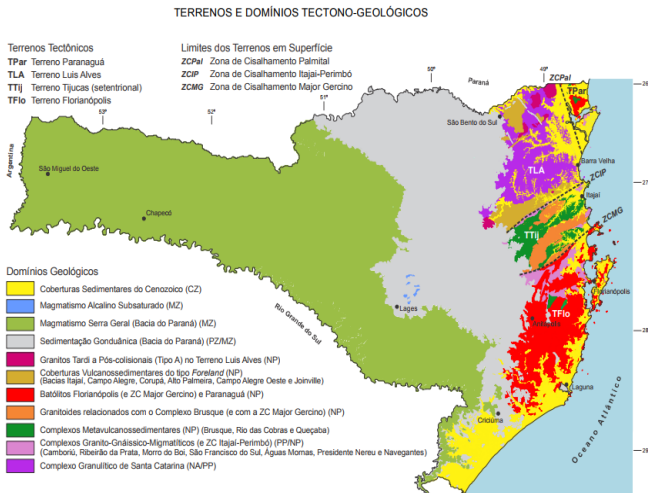 TERRENOS E DOMÍNIOS TECTONO-GEOLÓGICOS
Terrenos Tectônicos
TPar Terreno Paranaguá
TLA Terreno Luis Alves
TTij Terreno Tijucas (setentrional)
TFlo Terreno Florianópolis
Limites dos Terrenos em Superfície
ZCPal Zona de Cisalhamento Palmital
ZCIP Zona de Cisalhamento Itajaí-Perimbó
ZCMG Zona de Cisalhamento Major Gercino
50°
49°
ZCPal
Paraná
26
TPar
53°
52°
51°
São Bento do Sul
Argentina
São Miguel do Oeste
TLA
Barra Velha
ZCIP
27
Itajaí
Chapecó
ZCMG
TTij
Domínios Geológicos
Coberturas Sedimentares do Cenozoico (CZ)
Magmatismo Alcalino Subsaturado (MZ)
Magmatismo Serra Geral (Bacia do Paraná) (MZ)
Sedimentação Gonduânica (Bacia do Paraná) (PZ/MZ)
Granitos Tardi a Pós-colisionais (Tipo A) no Terreno Luis Alves (NP)
Coberturas Vulcanossedimentares do tipo Foreland (NP)
(Bacias Itajaí, Campo Alegre, Corupá, Alto Palmeira, Campo Alegre Oeste e Joinville)
Batólitos Florianópolis (e ZC Major Gercino) e Paranaguá (NP)
Granitoides relacionados com o Complexo Brusque (e com a ZC Major Gercino) (NP)
Complexos Metavulcanossedimentares (NP) (Brusque, Rio das Cobras e Queçaba)
Complexos Granito-Gnáissico-Migmatíticos (e ZC Itajaí-Perimbó) (PP/NP)
(Camboriú, Ribeirão da Prata, Morro do Boi, São Francisco do Sul, Águas Mornas, Presidente Nereu e Navegantes)
Complexo Granulítico de Santa Catarina (NA/PP)
Florianópolis
Lages
Rio Grande do Sul
TFlo
28
Laguna
Criciúma
Oceano Atlântico
29